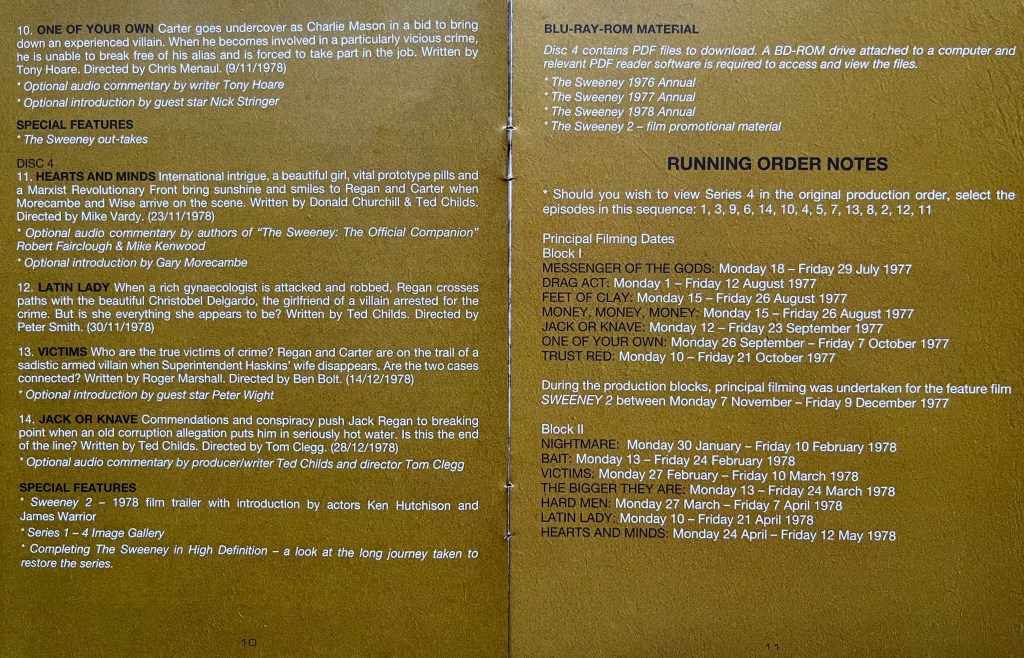 10. ONE OF YOUR OWN Carter goes undercover as Charlie Mason in a bid to bring
down an experienced villain. When he becomes involved in a particularly vicious crime,
he is unable to break free of his alias and is forced to take part in the job. Written by
Tony Hoare. Directed by Chris Menaul. (9/11/1978)
* Optional audio commentary by writer Tony Hoare
* Optional introduction by guest star Nick Stringer
SPECIAL FEATURES
* The Sweeney out-takes
DISC 4
11. HEARTS AND MINDS International intrigue, a beautiful girl, vital prototype pills and
a Marxist Revolutionary Front bring sunshine and smiles to Regan and Carter when
Morecambe and Wise arrive on the scene. Written by Donald Churchill & Ted Childs.
Directed by Mike Vardy. (23/11/1978)
* Optional audio commentary by authors of "The Sweeney: The Official Companion"
Robert Fairclough & Mike Kenwood
* Optional introduction by Gary Morecambe
12. LATIN LADY When a rich gynaecologist is attacked and robbed, Regan crosses
paths with the beautiful Christobel Delgardo, the girlfriend of a villain arrested for the
crime. But is she everything she appears to be? Written by Ted Childs. Directed by
Peter Smith. (30/11/1978)
13. VICTIMS Who are the true victims of crime? Regan and Carter are on the trail of a
sadistic armed villain when Superintendent Haskins' wife disappears. Are the two cases
connected? Written by Roger Marshall. Directed by Ben Bolt. (14/12/1978)
* Optional introduction by guest star Peter Wight
14. JACK OR KNAVE Commendations and conspiracy push Jack Regan to breaking
point when an old corruption allegation puts him in seriously hot water. Is this the end
of the line? Written by Ted Childs. Directed by Tom Clegg. (28/12/1978)
* Optional audio commentary by producer/writer Ted Childs and director Tom Clegg
SPECIAL FEATURES
* Sweeney 2 – 1978 film trailer with introduction by actors Ken Hutchison and
James Warrior
* Series 1 – 4 Image Gallery
* Completing The Sweeney in High Definition – a look at the long journey taken to
restore the series.
10
BLU-RAY-ROM MATERIAL
Disc 4 contains PDF files to download. A BD-ROM drive attached to a computer and
relevant PDF reader software is required to access and view the files.
* The Sweeney 1976 Annual
* The Sweeney 1977 Annual
* The Sweeney 1978 Annual
* The Sweeney 2 – film promotional material
RUNNING ORDER NOTES
* Should you wish to view Series 4 in the original production order, select the
episodes in this sequence: 1, 3, 9, 6, 14, 10, 4, 5, 7, 13, 8, 2, 12, 11
Principal Filming Dates
Block I
MESSENGER OF THE GODS: Monday 18 – Friday 29 July 1977
DRAG ACT: Monday 1 – Friday 12 August 1977
FEET OF CLAY: Monday 15 – Friday 26 August 1977
MONEY, MONEY, MONEY: Monday 15 – Friday 26 August 1977
JACK OR KNAVE: Monday 12 – Friday 23 September 1977
ONE OF YOUR OWN: Monday 26 September – Friday 7 October 1977
TRUST RED: Monday 10 – Friday 21 October 1977
During the production blocks, principal filming was undertaken for the feature film
SWEENEY 2 between Monday 7 November – Friday 9 December 1977
Block II
NIGHTMARE: Monday 30 January – Friday 10 February 1978
BAIT: Monday 13 – Friday 24 February 1978
VICTIMS: Monday 27 February – Friday 10 March 1978
THE BIGGER THEY ARE: Monday 13 – Friday 24 March 1978
HARD MEN: Monday 27 March – Friday 7 April 1978
LATIN LADY: Monday 10 – Friday 21 April 1978
HEARTS AND MINDS: Monday 24 April – Friday 12 May 1978
11